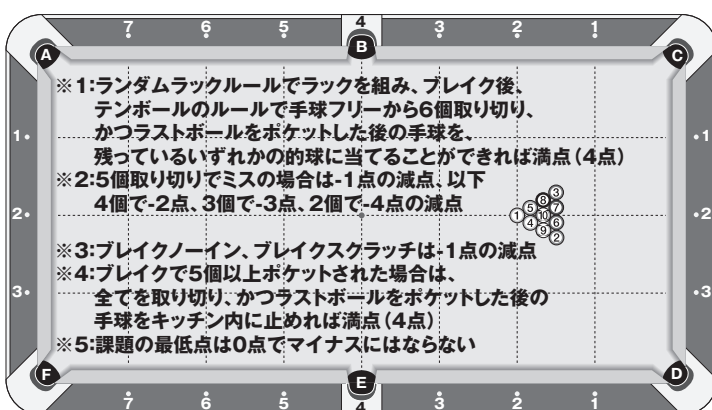 7 6 5 4 3 2 1
A B C
※1:ランダムラックルールでラックを組み、ブレイク後、
テンボールのルールで手球フリーから6個取り切り、
かつラストボールをポケットした後の手球を、
残っているいずれかの的球に当てることができれば満点(4点)
※2:5個取り切りでミスの場合は-1点の減点、以下
4個で-2点、3個で-3点、2個で-4点の減点
※3:ブレイクノーイン、ブレイクスクラッチは-1点の減点
※4:ブレイクで5個以上ポケットされた場合は、
全てを取り切り、かつラストボールをポケットした後の
手球をキッチン内に止めれば満点(4点)
※5:課題の最低点は0点でマイナスにはならない
1 1
2 2
3 3
3
8
5 7
1 10
4 6
9
2
F E D
7 6 5 4 3 2 1